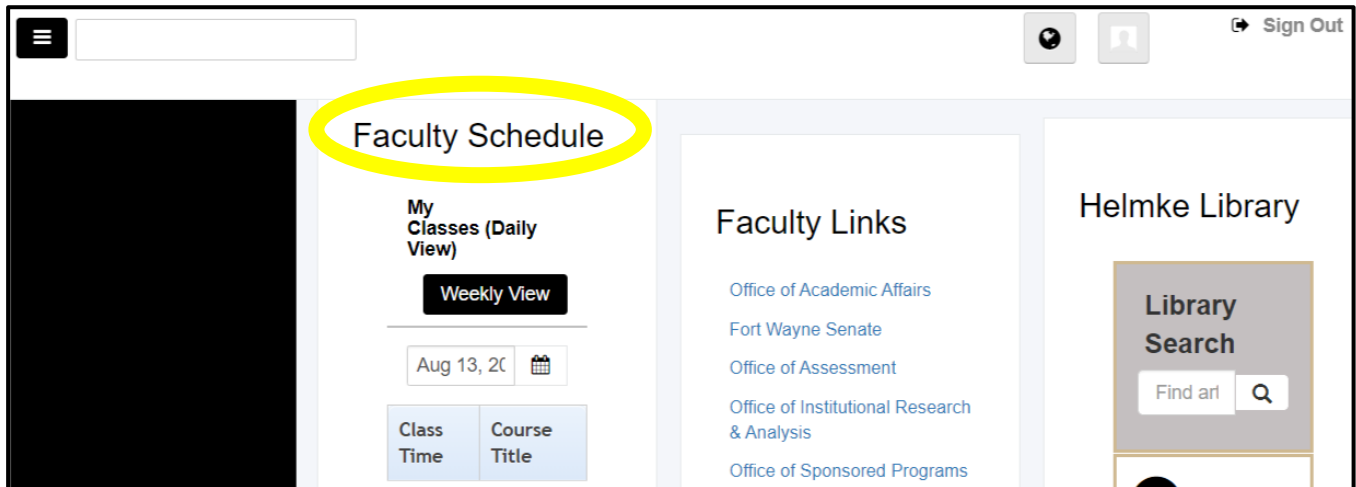 Sign Out
Faculty Schedule
My
Classes (Daily
View)
Weekly View
Aug 13, 20
Class
Time
Course
Title
Faculty Links
Office of Academic Affairs
Fort Wayne Senate
Office of Assessment
Office of Institutional Research
& Analysis
Office of Sponsored Programs
Helmke Library
Library
Search
Find art